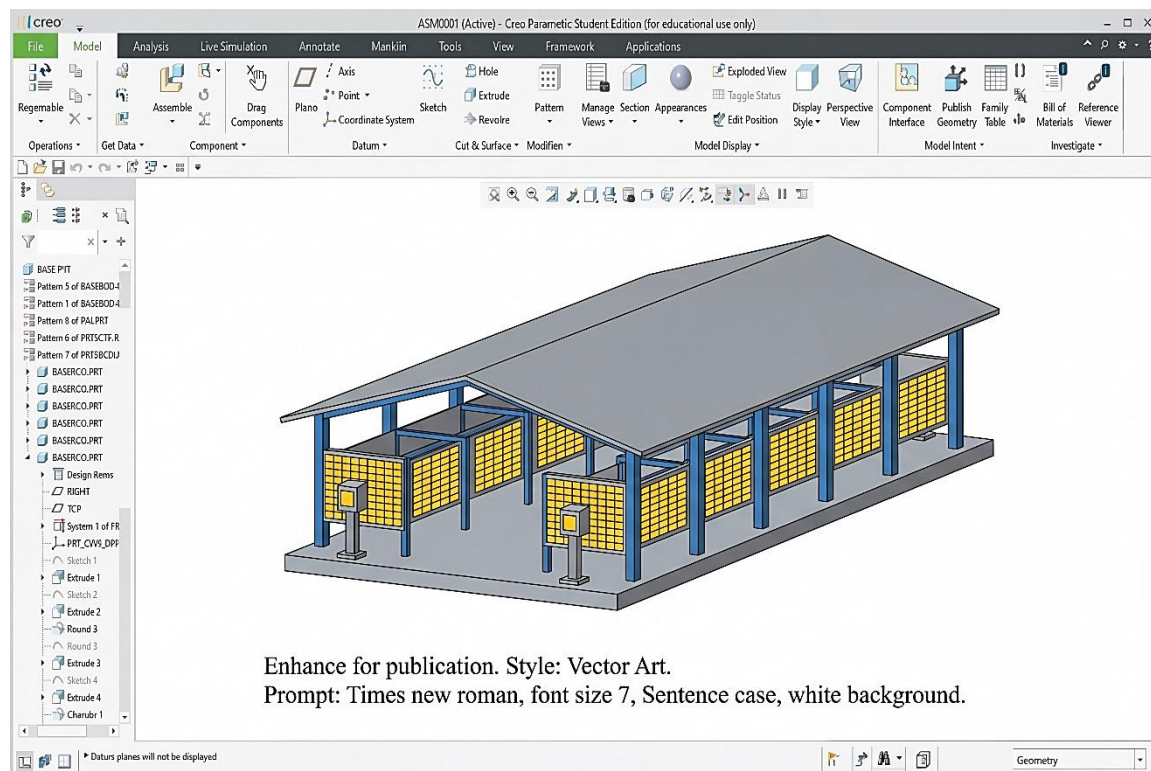 creo
ASM0001 (Active) - Creo Parametic Student Edition (for educational use only)
File Model Analysis Live Simulation Annotate Mankiin Tools View Framework Applications
Regemable
Operations
Get Data
Assemble
Drag Components
Component
Plano
Axis
Point
Coordinate System
Sketch
Datum
Hole
Extrude
Revolre
Cut & Surface
Pattern
Modifien
Manage Views
Section
Appearances
Exploded View
Taggle Status
Edit Position
Display Style
Perspective View
Model Display
Component Interface
Publish Geometry
Family Table
Model Intent
Bill of Materials
Reference Viewer
Investigate
BASE PIT
Pattern 5 of BASEBOD-
Pattern 1 of BASEBOD-
Pattern 8 of PALPRT
Pattern 6 of PRTSCTF.R
Pattern 7 of PRTSBCDIJ
BASERCO.PRT
BASERCO.PRT
BASERCO.PRT
BASERCO.PRT
BASERCO.PRT
BASERCO.PRT
Design Rems
RIGHT
TCP
System 1 of FR
PRT_CVV9_DPP
Sketch 1
Extrude 1
Sketch 2
Extrude 2
Round 3
Round 3
Extrude 3
Sketch 4
Extrude 4
Charubr 1
Enhance for publication. Style: Vector Art.
Prompt: Times new roman, font size 7, Sentence case, white background.
Daturs planes will not be displayed
Geometry